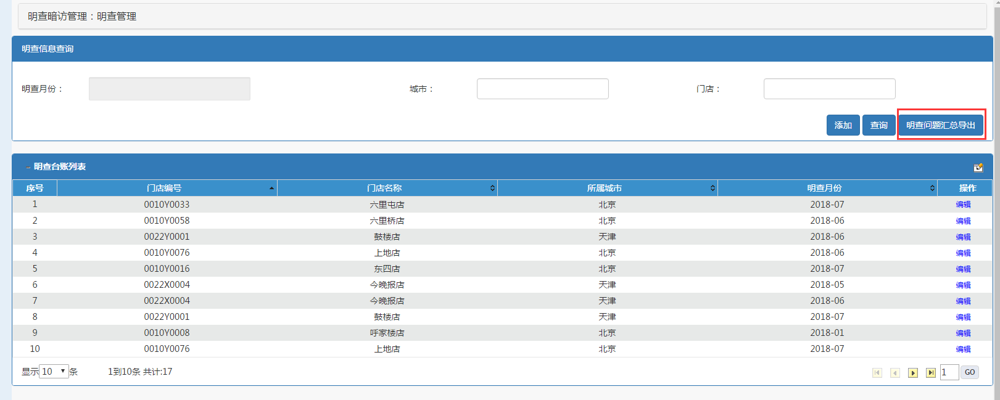 明查暗访管理：明查管理
明查信息查询
明查月份： 城市： 门店：
添加 查询 明查问题汇总导出
明查台账列表
序号 门店编号 门店名称 所属城市 明查月份 操作
1 0010Y0033 六里屯店 北京 2018-07 编辑
2 0010Y0058 六里桥店 北京 2018-06 编辑
3 0022Y0001 鼓楼店 天津 2018-06 编辑
4 0010Y0076 上地店 北京 2018-06 编辑
5 0010Y0016 东四店 北京 2018-07 编辑
6 0022X0004 今晚报店 天津 2018-05 编辑
7 0022X0004 今晚报店 天津 2018-06 编辑
8 0022Y0001 鼓楼店 天津 2018-07 编辑
9 0010Y0008 呼家楼店 北京 2018-01 编辑
10 0010Y0076 上地店 北京 2018-07 编辑
显示 10 条 1到10条 共计:17 1 GO